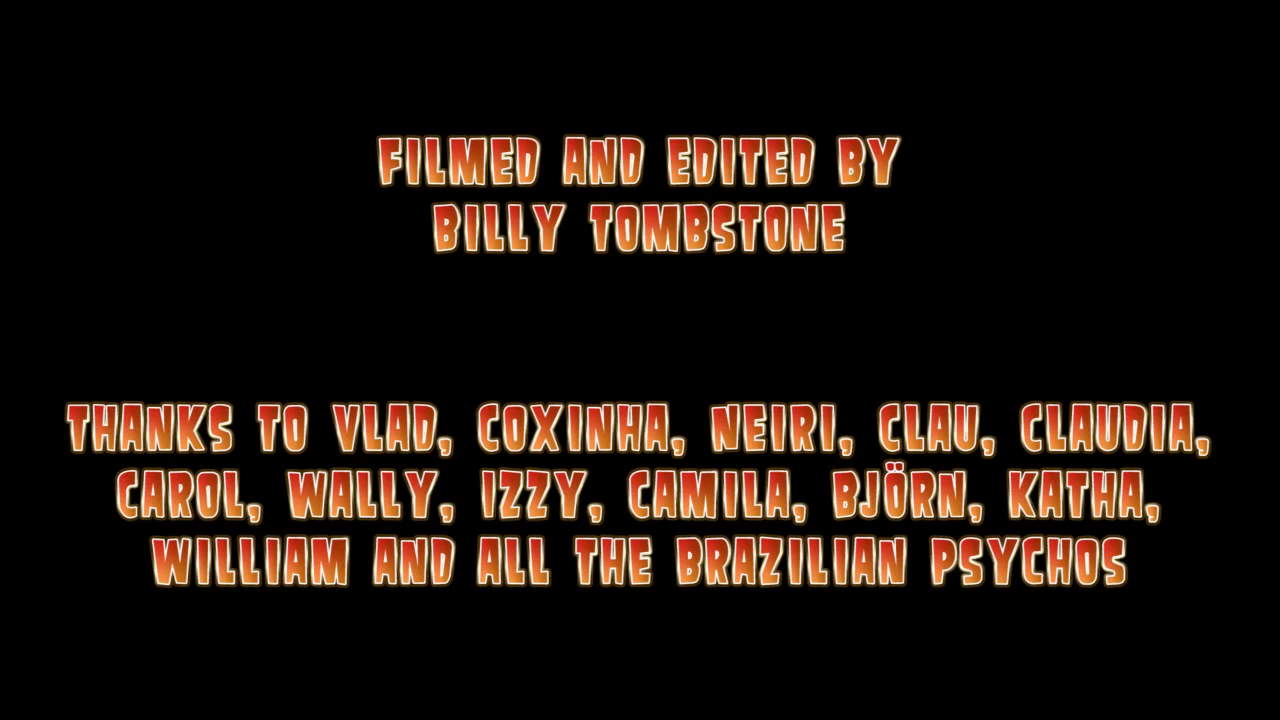 FILMED AND EDITED BY
BILLY TOMBSTONE
THANKS TO VLAD, COXINHA, NEIRI, CLAU, CLAUDIA,
CAROL, WALLY, IZZY, CAMILA, BJÖRN, KATHA,
WILLIAM AND ALL THE BRAZILIAN PSYCHOS